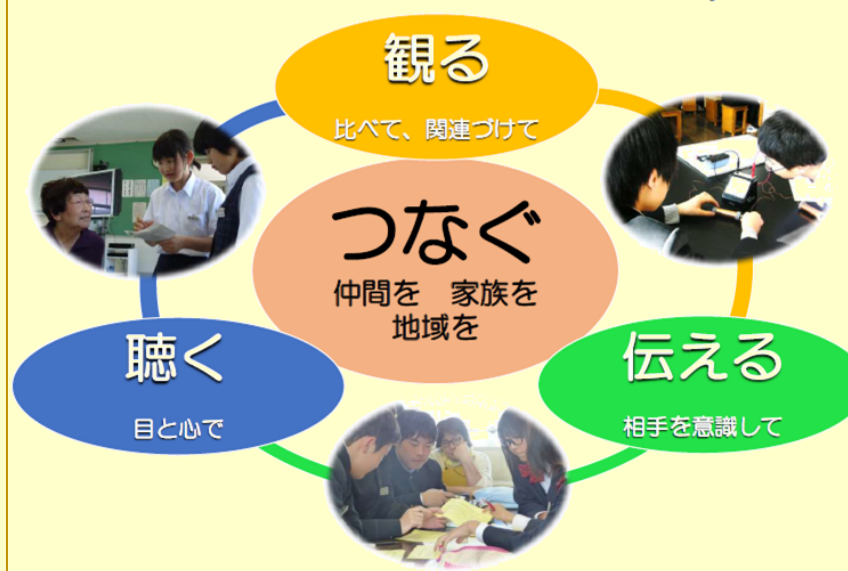 観る
比べて、関連づけて
つなぐ
仲間を　家族を
地域を
聴く
目と心で
伝える
相手を意識して